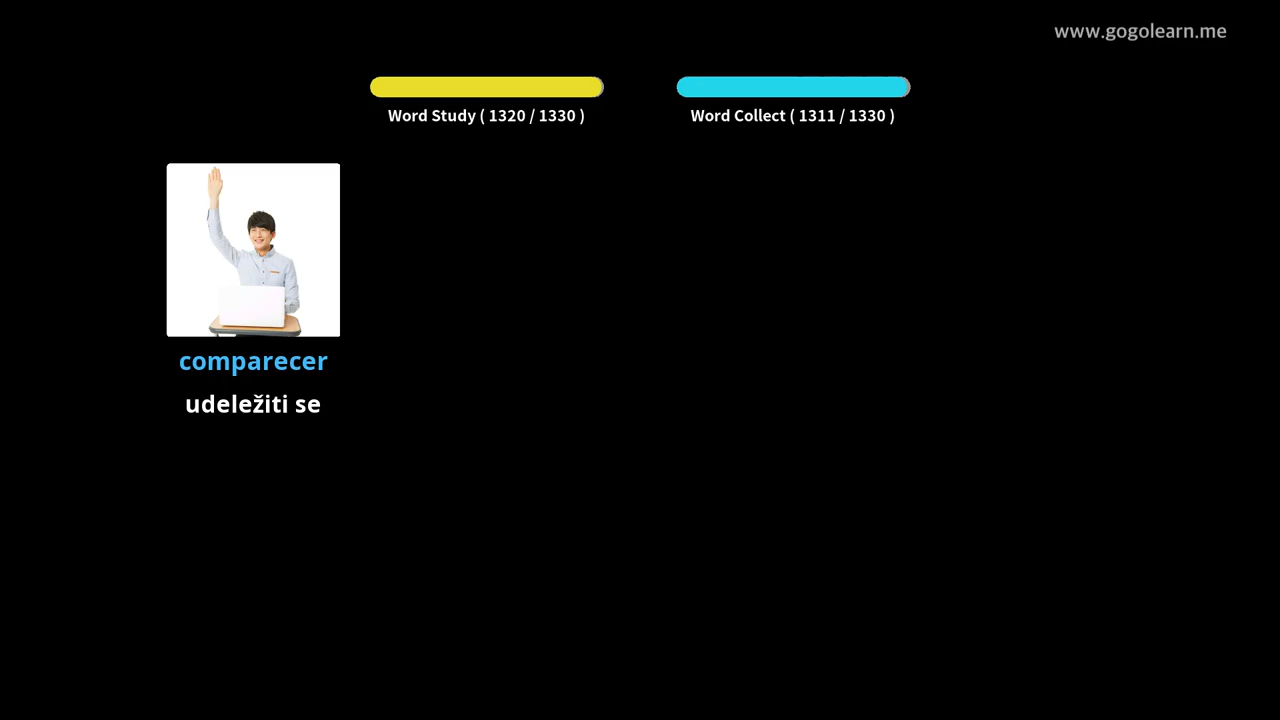 www.gogolearn.me
Word Study ( 1320 / 1330 )
Word Collect ( 1311 / 1330 )
comparecer
udeležiti se